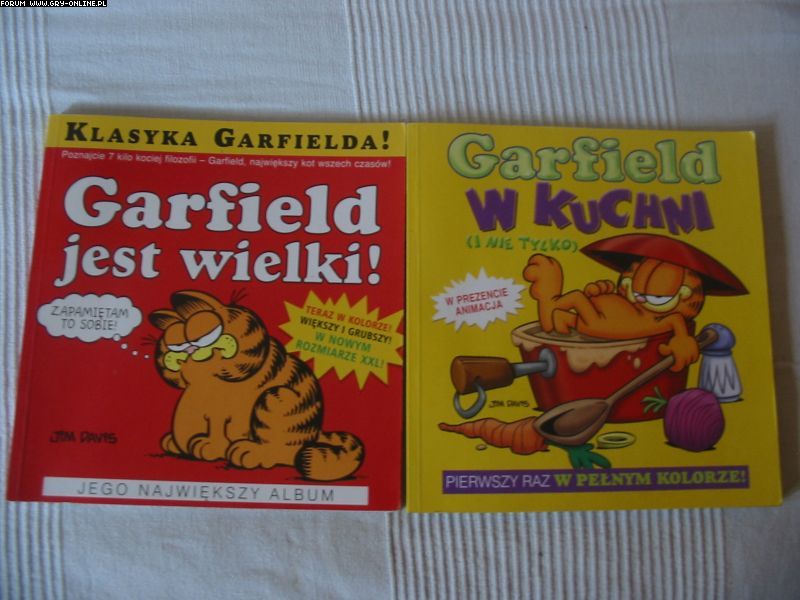 FORUM WWW.GRY-ONLINE.PL
KLASYKA GARFIELDA!
Poznajcie 7 kilo kociej filozofii – Garfield, największy kot wszech czasów!
Garfield
jest wielki!
ZAPAMIĘTAM
TO SOBIE!
TERAZ W KOLORZE!
WIĘKSZY I GRUBSZY!
W NOWYM
ROZMIARZE XXL!
JIM DAVIS
JEGO NAJWIĘKSZY ALBUM
Garfield
W KUCHNI
(I NIE TYLKO)
W PREZENCIE
ANIMACJA
JIM DAVIS
PIERWSZY RAZ W PEŁNYM KOLORZE!